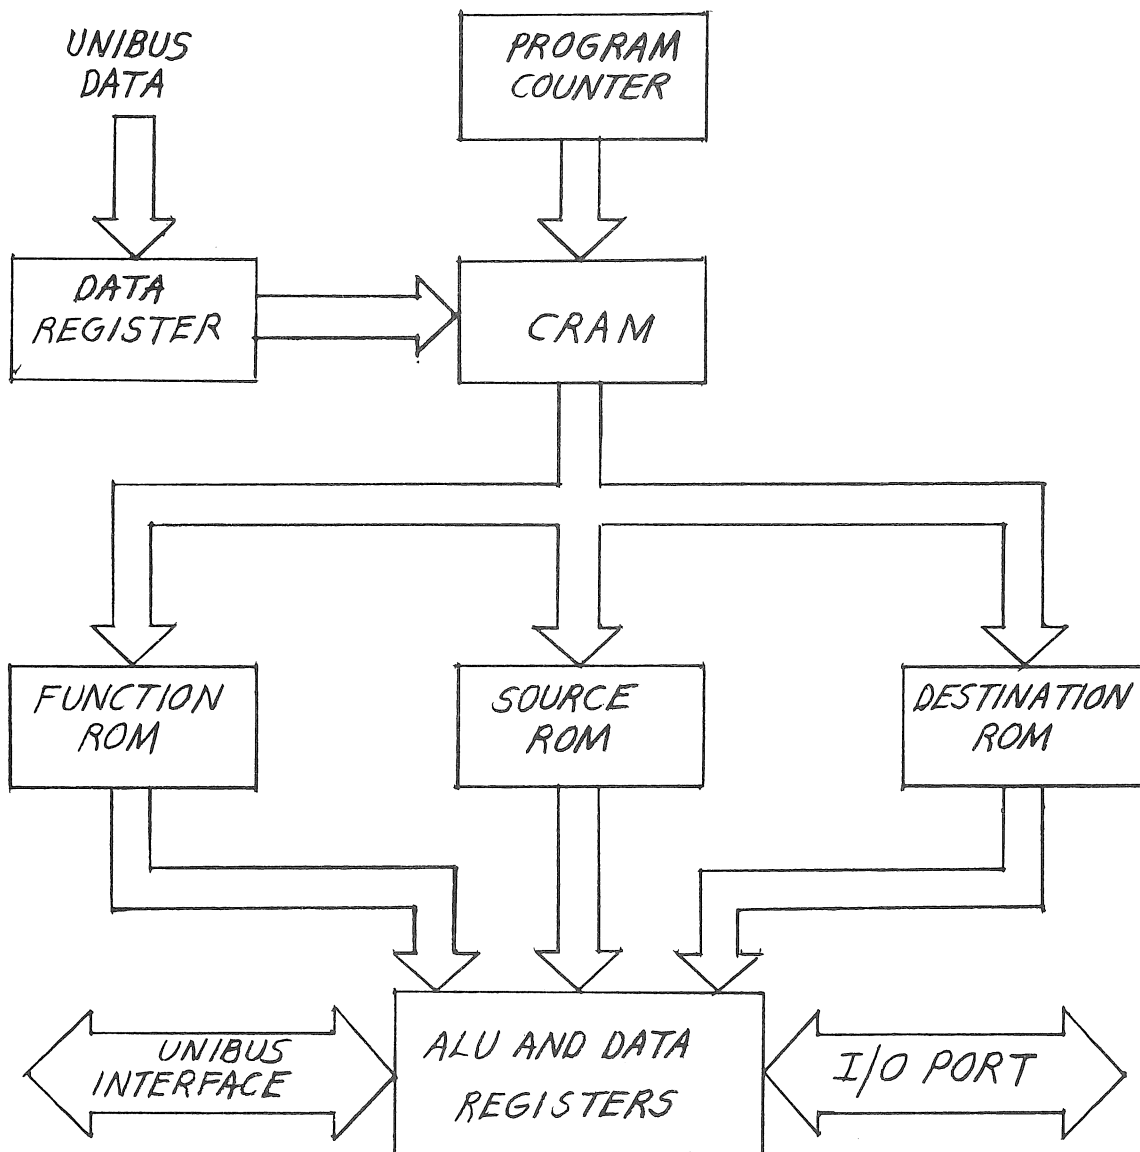 UNIBUS
DATA
PROGRAM
COUNTER
DATA
REGISTER
CRAM
FUNCTION
ROM
SOURCE
ROM
DESTINATION
ROM
UNIBUS
INTERFACE
ALU AND DATA
REGISTERS
I/O PORT